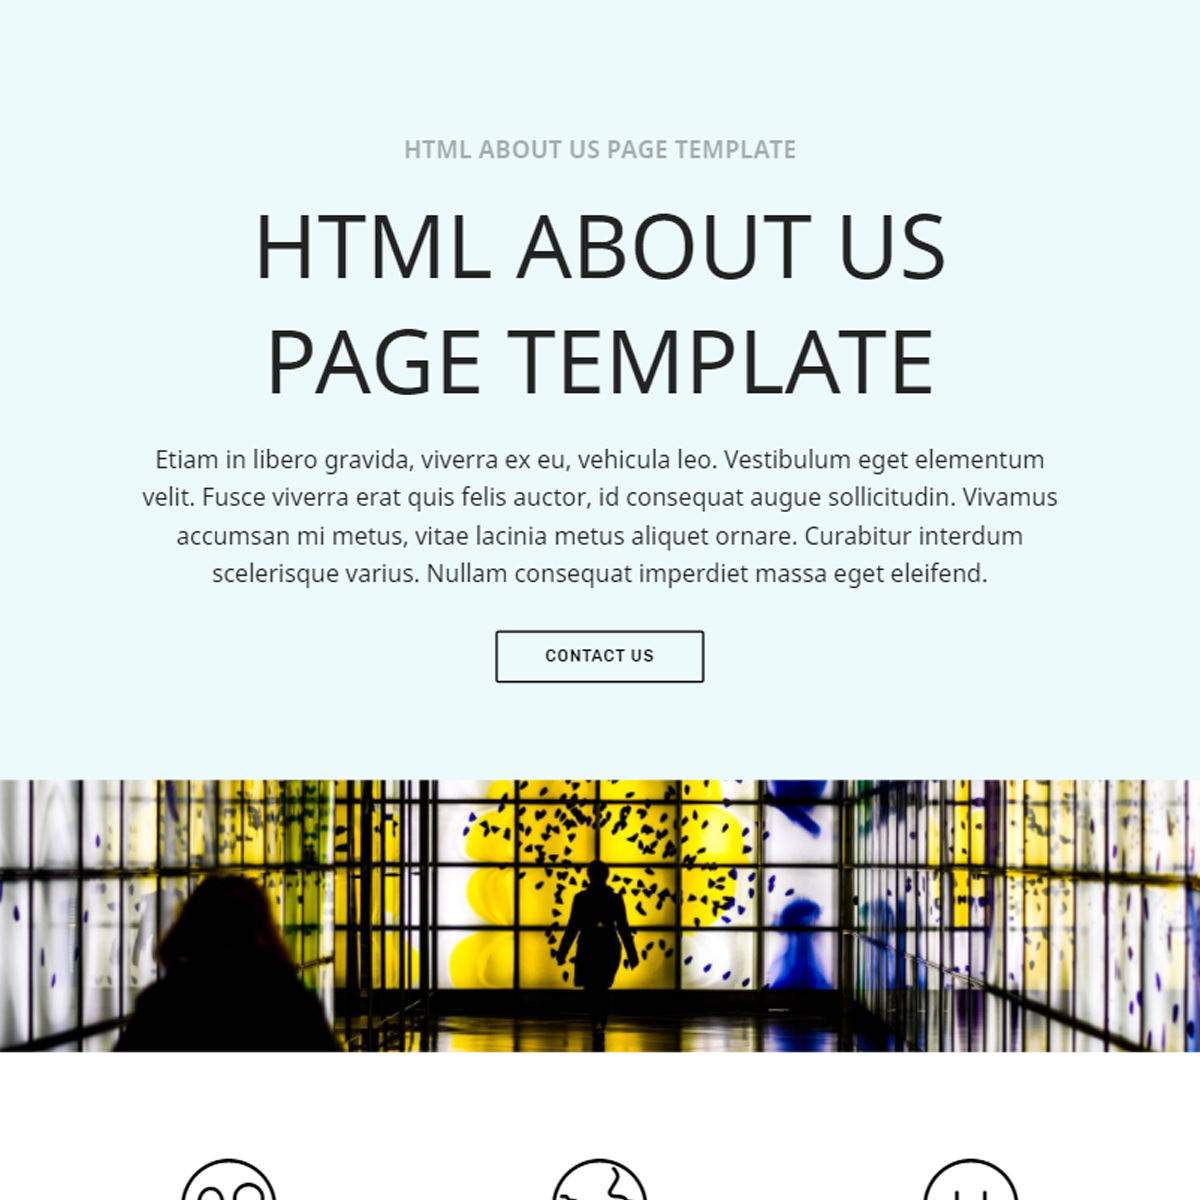 HTML ABOUT US PAGE TEMPLATE
HTML ABOUT US
PAGE TEMPLATE
Etiam in libero gravida, viverra ex eu, vehicula leo. Vestibulum eget elementum
velit. Fusce viverra erat quis felis auctor, id consequat augue sollicitudin. Vivamus
accumsan mi metus, vitae lacinia metus aliquet ornare. Curabitur interdum
scelerisque varius. Nullam consequat imperdiet massa eget eleifend.
CONTACT US